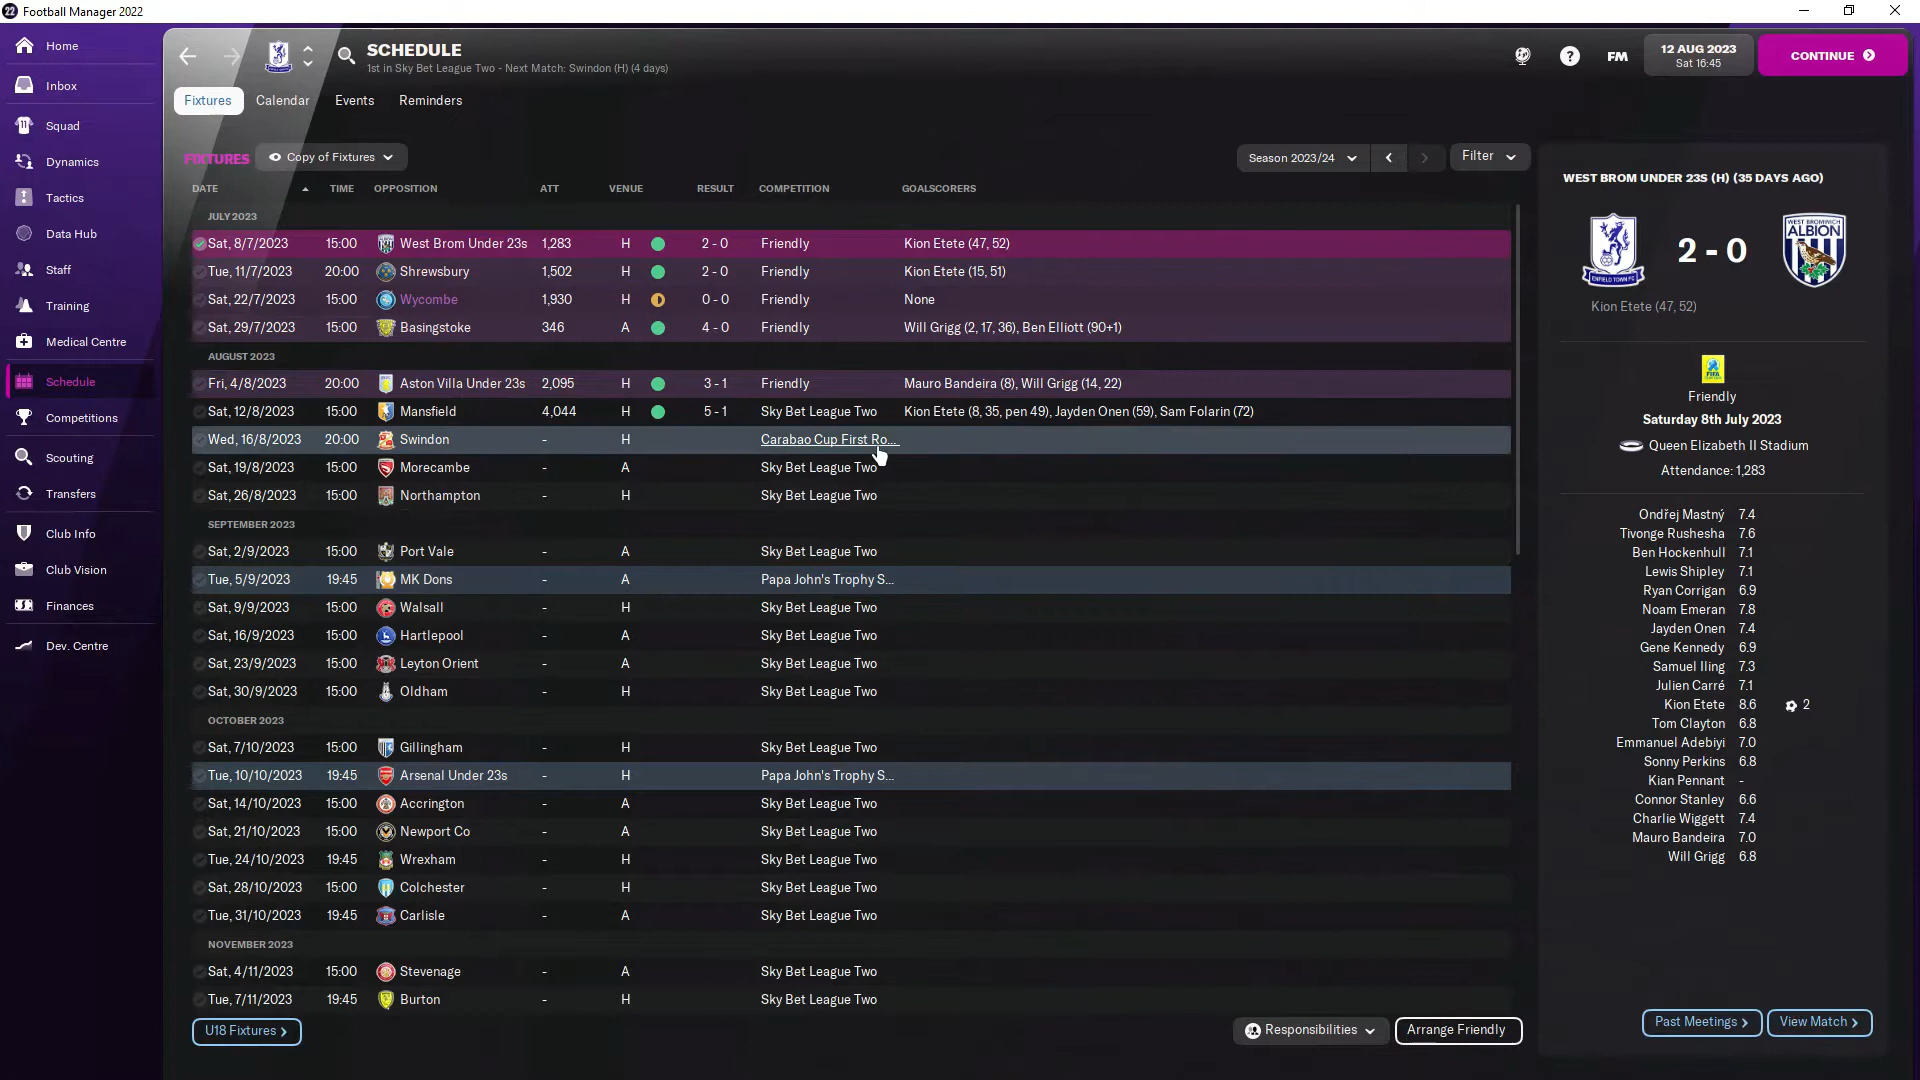 22 Football Manager 2022
Home
Inbox
Squad
Dynamics
Tactics
Data Hub
Staff
Training
Medical Centre
Schedule
Competitions
Scouting
Transfers
Club Info
Club Vision
Finances
Dev. Centre
SCHEDULE
1st in Sky Bet League Two - Next Match: Swindon (H) (4 days)
FM
12 AUG 2023
Sat 16:45
CONTINUE
Fixtures Calendar Events Reminders
FIXTURES Copy of Fixtures
Season 2023/24 Filter
DATE TIME OPPOSITION ATT VENUE RESULT COMPETITION GOALSCORERS
JULY 2023
Sat, 8/7/2023 15:00 West Brom Under 23s 1,283 H 2 - 0 Friendly Kion Etete (47, 52)
Tue, 11/7/2023 20:00 Shrewsbury 1,502 H 2 - 0 Friendly Kion Etete (15, 51)
Sat, 22/7/2023 15:00 Wycombe 1,930 H 0 - 0 Friendly None
Sat, 29/7/2023 15:00 Basingstoke 346 A 4 - 0 Friendly Will Grigg (2, 17, 36), Ben Elliott (90+1)
AUGUST 2023
Fri, 4/8/2023 20:00 Aston Villa Under 23s 2,095 H 3 - 1 Friendly Mauro Bandeira (8), Will Grigg (14, 22)
Sat, 12/8/2023 15:00 Mansfield 4,044 H 5 - 1 Sky Bet League Two Kion Etete (8, 35, pen 49), Jayden Onen (59), Sam Folarin (72)
Wed, 16/8/2023 20:00 Swindon - H Carabao Cup First Ro...
Sat, 19/8/2023 15:00 Morecambe - A Sky Bet League Two
Sat, 26/8/2023 15:00 Northampton - H Sky Bet League Two
SEPTEMBER 2023
Sat, 2/9/2023 15:00 Port Vale - A Sky Bet League Two
Tue, 5/9/2023 19:45 MK Dons - A Papa John's Trophy S...
Sat, 9/9/2023 15:00 Walsall - H Sky Bet League Two
Sat, 16/9/2023 15:00 Hartlepool - A Sky Bet League Two
Sat, 23/9/2023 15:00 Leyton Orient - A Sky Bet League Two
Sat, 30/9/2023 15:00 Oldham - H Sky Bet League Two
OCTOBER 2023
Sat, 7/10/2023 15:00 Gillingham - H Sky Bet League Two
Tue, 10/10/2023 19:45 Arsenal Under 23s - H Papa John's Trophy S...
Sat, 14/10/2023 15:00 Accrington - A Sky Bet League Two
Sat, 21/10/2023 15:00 Newport Co - A Sky Bet League Two
Tue, 24/10/2023 19:45 Wrexham - H Sky Bet League Two
Sat, 28/10/2023 15:00 Colchester - H Sky Bet League Two
Tue, 31/10/2023 19:45 Carlisle - A Sky Bet League Two
NOVEMBER 2023
Sat, 4/11/2023 15:00 Stevenage - A Sky Bet League Two
Tue, 7/11/2023 19:45 Burton - H Sky Bet League Two
U18 Fixtures
Responsibilities
Arrange Friendly
WEST BROM UNDER 23S (H) (35 DAYS AGO)
ENFIELD TOWN FC
2 - 0
WEST BROMWICH
ALBION
Kion Etete (47, 52)
FIFA
Friendly
Saturday 8th July 2023
Queen Elizabeth II Stadium
Attendance: 1,283
Ondřej Mastný 7.4
Tivonge Rushesha 7.6
Ben Hockenhull 7.1
Lewis Shipley 7.1
Ryan Corrigan 6.9
Noam Emeran 7.8
Jayden Onen 7.4
Gene Kennedy 6.9
Samuel Iling 7.3
Julien Carré 7.1
Kion Etete 8.6 2
Tom Clayton 6.8
Emmanuel Adebiyi 7.0
Sonny Perkins 6.8
Kian Pennant -
Connor Stanley 6.6
Charlie Wiggett 7.4
Mauro Bandeira 7.0
Will Grigg 6.8
Past Meetings
View Match